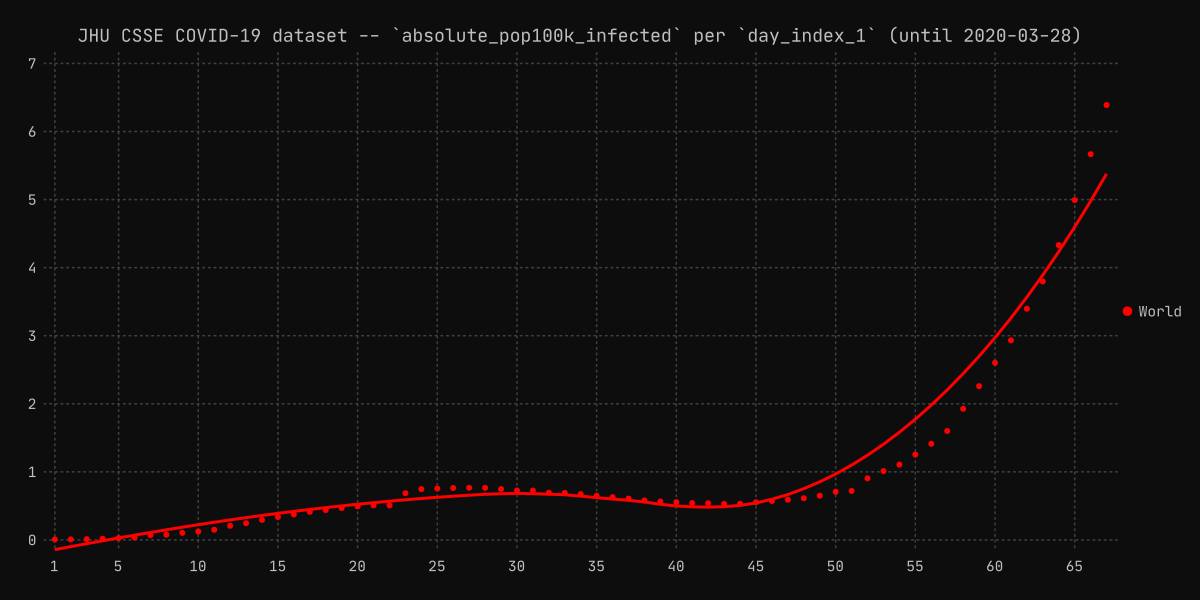 JHU CSSE COVID-19 dataset -- `absolute_pop100k_infected` per `day_index_1` (until 2020-03-28)
7
6
5
4
3
World
2
1
0
1 5 10 15 20 25 30 35 40 45 50 55 60 65